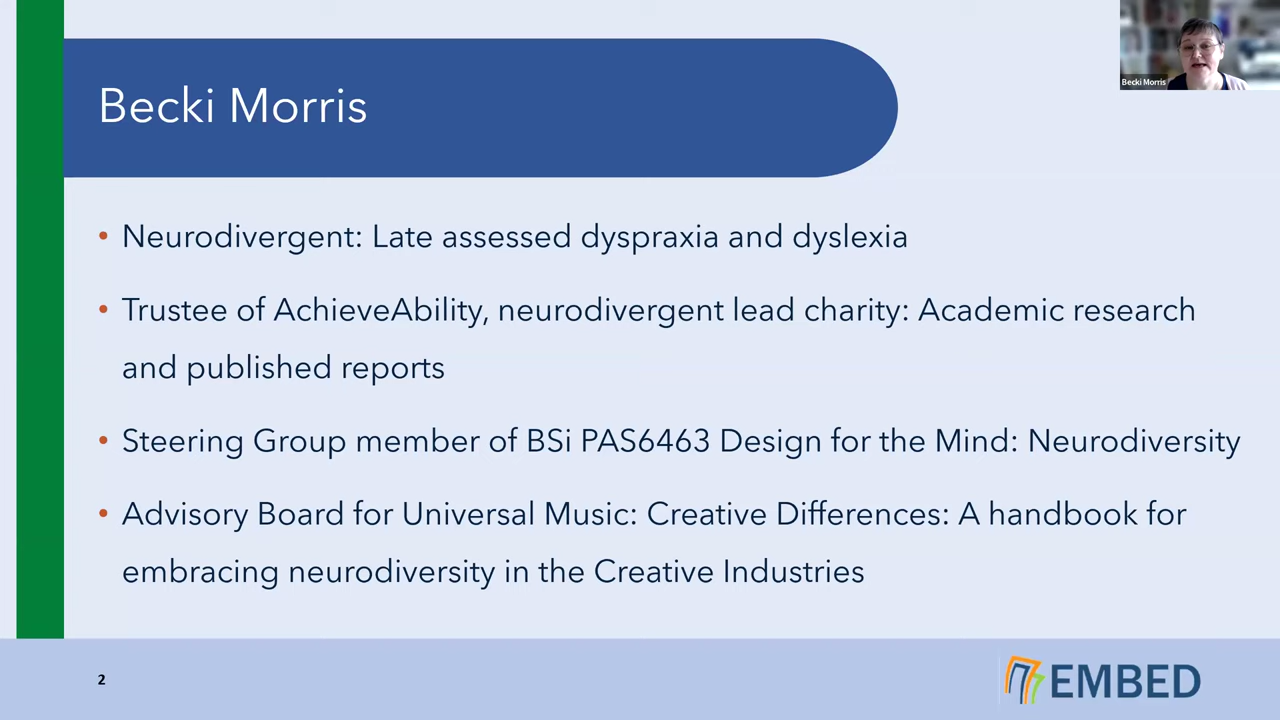 Becki Morris
Becki Morris
• Neurodivergent: Late assessed dyspraxia and dyslexia
• Trustee of AchieveAbility, neurodivergent lead charity: Academic research
and published reports
• Steering Group member of BSi PAS6463 Design for the Mind: Neurodiversity
• Advisory Board for Universal Music: Creative Differences: A handbook for
embracing neurodiversity in the Creative Industries
2
EMBED